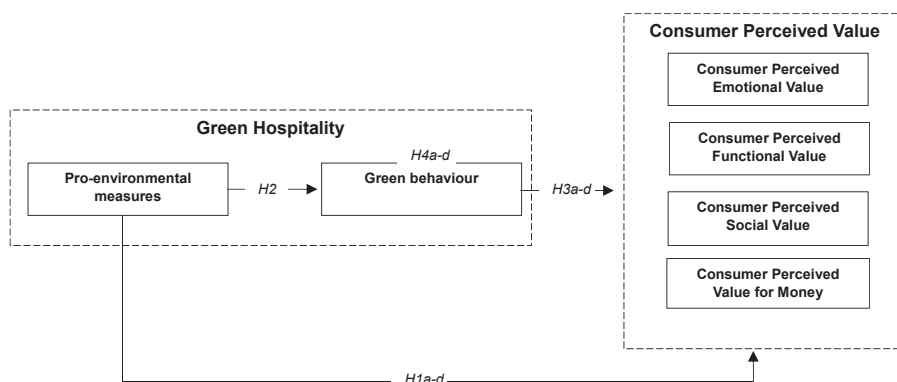 Consumer Perceived Value
Consumer Perceived
Emotional Value
Consumer Perceived
Functional Value
Consumer Perceived
Social Value
Consumer Perceived
Value for Money
Green Hospitality
Pro-environmental
measures
H2
H4a-d
Green behaviour
H3a-d
H1a-d